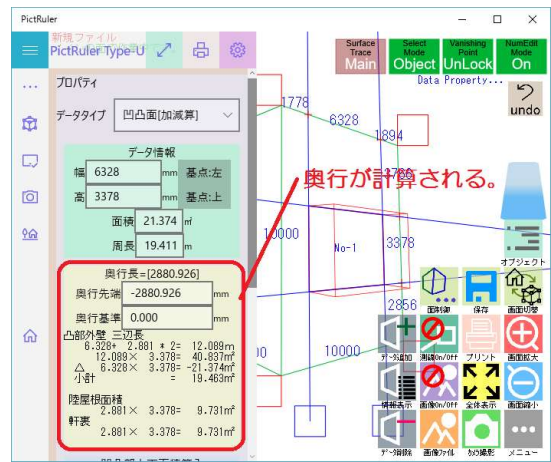 PictRuler
新規ファイル
PictRuler Type-U
Surface Trace Main
Select Mode Object
Vanishing Point UnLock
NumEdit Mode On
Data Property...
undo
プロパティ
データタイプ 凹凸面[加減算]
データ情報
幅 6328 mm 基点:左
高 3378 mm 基点:上
面積 21.374 ㎡
周長 19.411 m
奥行長=[2880.926]
奥行先端 -2880.926 mm
奥行基準 0.000 mm
凸部外壁 三辺長
6.328+ 2.881 * 2= 12.089m
12.089× 3.378= 40.837㎡
△ 6.328× 3.378= -21.374㎡
小計 = 19.463㎡
陸屋根面積
2.881× 3.378= 9.731㎡
軒裏
2.881× 3.378= 9.731㎡
1778
6328
1894
奥行が計算される。
10000
No-1
3378
2856
10000
オブジェクト
面制御
保存
画面切替
データ追加
測線On/Off
プリント
画面拡大
情報表示
画像On/Off
全体表示
画面縮小
データ削除
画像ファイル
カメラ撮影
メニュー